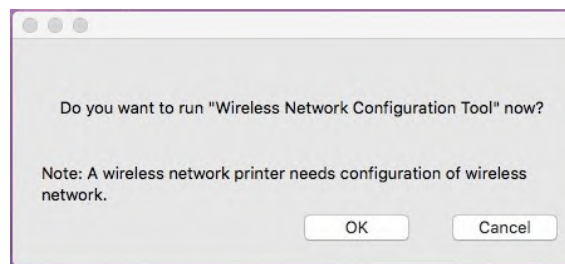 Do you want to run "Wireless Network Configuration Tool" now?
Note: A wireless network printer needs configuration of wireless
network.
OK
Cancel